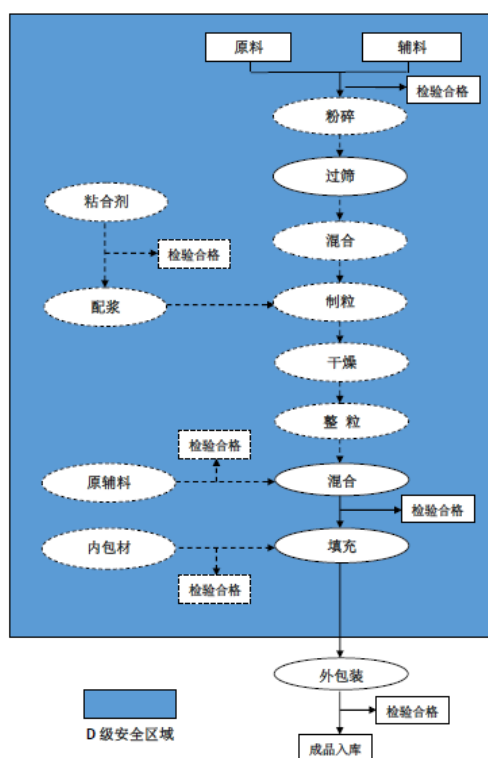 原料
辅料
检验合格
粉碎
过筛
粘合剂
混合
检验合格
配浆
制粒
干燥
整 粒
检验合格
原辅料
混合
检验合格
内包材
填充
检验合格
外包装
检验合格
D 级安全区域
成品入库